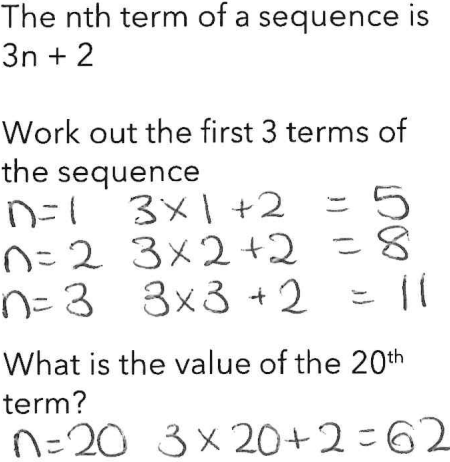 The nth term of a sequence is
3n + 2
Work out the first 3 terms of
the sequence
n=1 3×1 +2 = 5
n=2 3×2+2 = 8
n=3 3×3 +2 = 11
What is the value of the 20th
term?
n=20 3×20+2=62